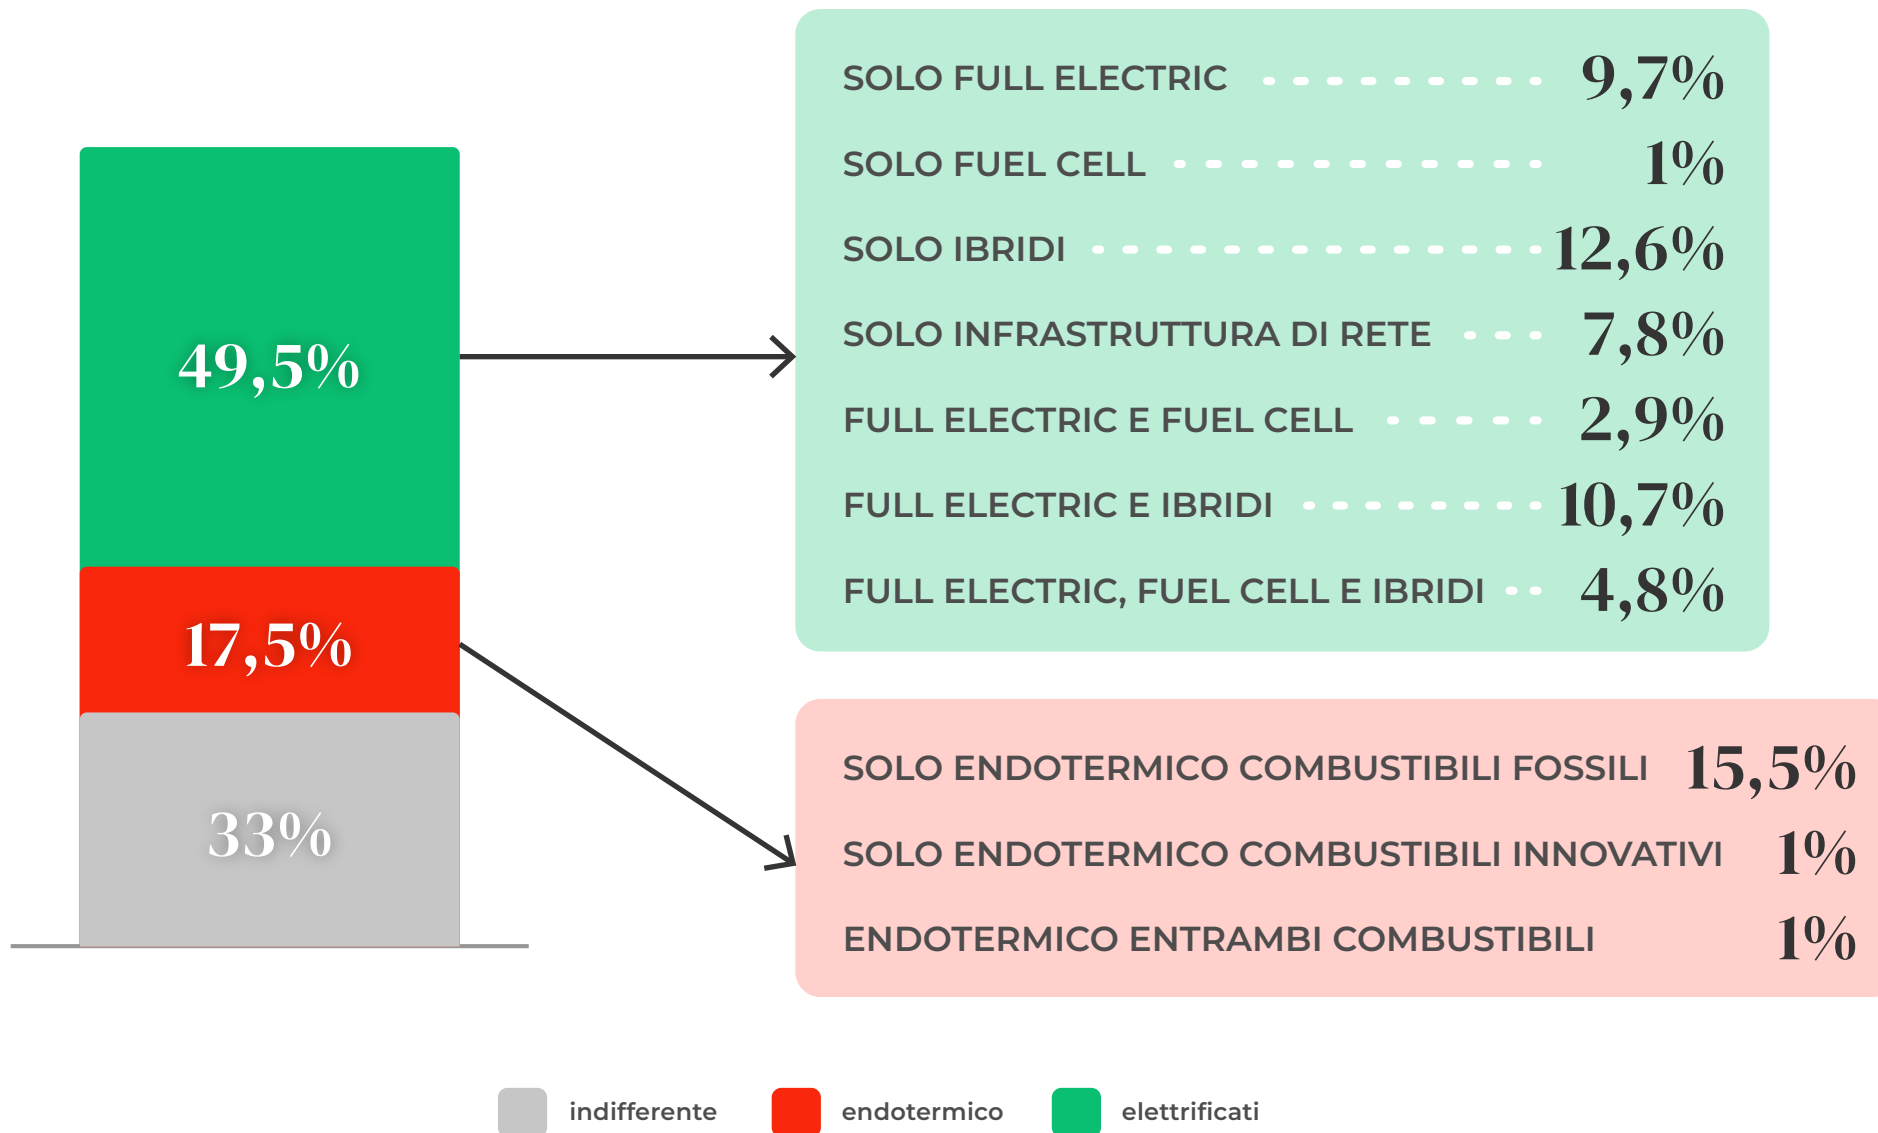 49,5%
17,5%
33%
SOLO FULL ELECTRIC 9,7%
SOLO FUEL CELL 1%
SOLO IBRIDI 12,6%
SOLO INFRASTRUTTURA DI RETE 7,8%
FULL ELECTRIC E FUEL CELL 2,9%
FULL ELECTRIC E IBRIDI 10,7%
FULL ELECTRIC, FUEL CELL E IBRIDI 4,8%
SOLO ENDOTERMICO COMBUSTIBILI FOSSILI 15,5%
SOLO ENDOTERMICO COMBUSTIBILI INNOVATIVI 1%
ENDOTERMICO ENTRAMBI COMBUSTIBILI 1%
indifferente endotermico elettrificati